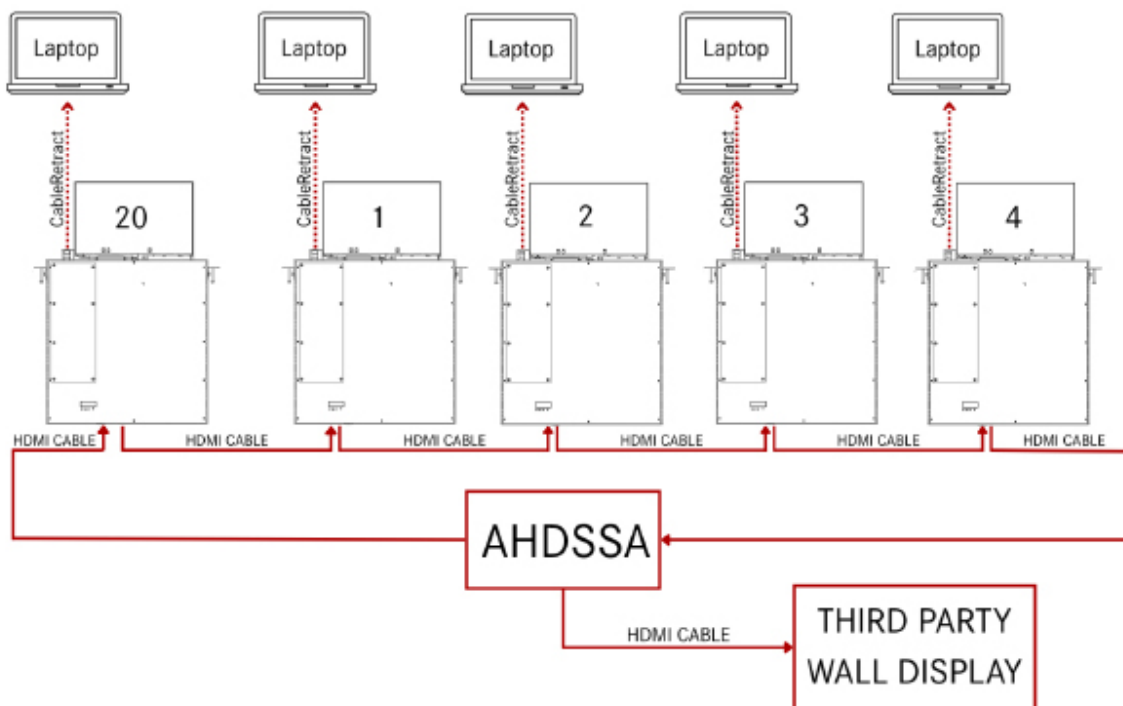 Laptop
Laptop
Laptop
Laptop
Laptop
CableRetract
CableRetract
CableRetract
CableRetract
CableRetract
20
1
2
3
4
HDMI CABLE
HDMI CABLE
HDMI CABLE
HDMI CABLE
HDMI CABLE
HDMI CABLE
AHDSSA
HDMI CABLE
THIRD PARTY
WALL DISPLAY